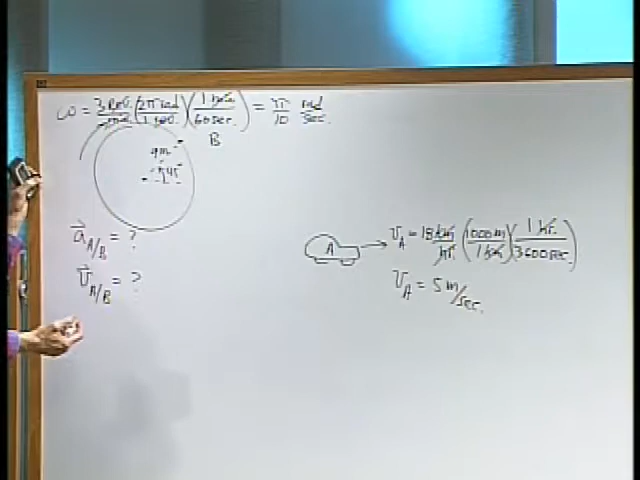 ω = 3 Rev. / min. (2π rad / 1 rev.)(1 min / 60 sec.) = π/10 rad/sec.
B
9m
45°
a⃗ A/B = ?
A → v_A = 18 km/hr. (1000 m / 1 km)(1 hr. / 3600 sec.)
v⃗ A/B = ?
v_A = 5 m/sec.